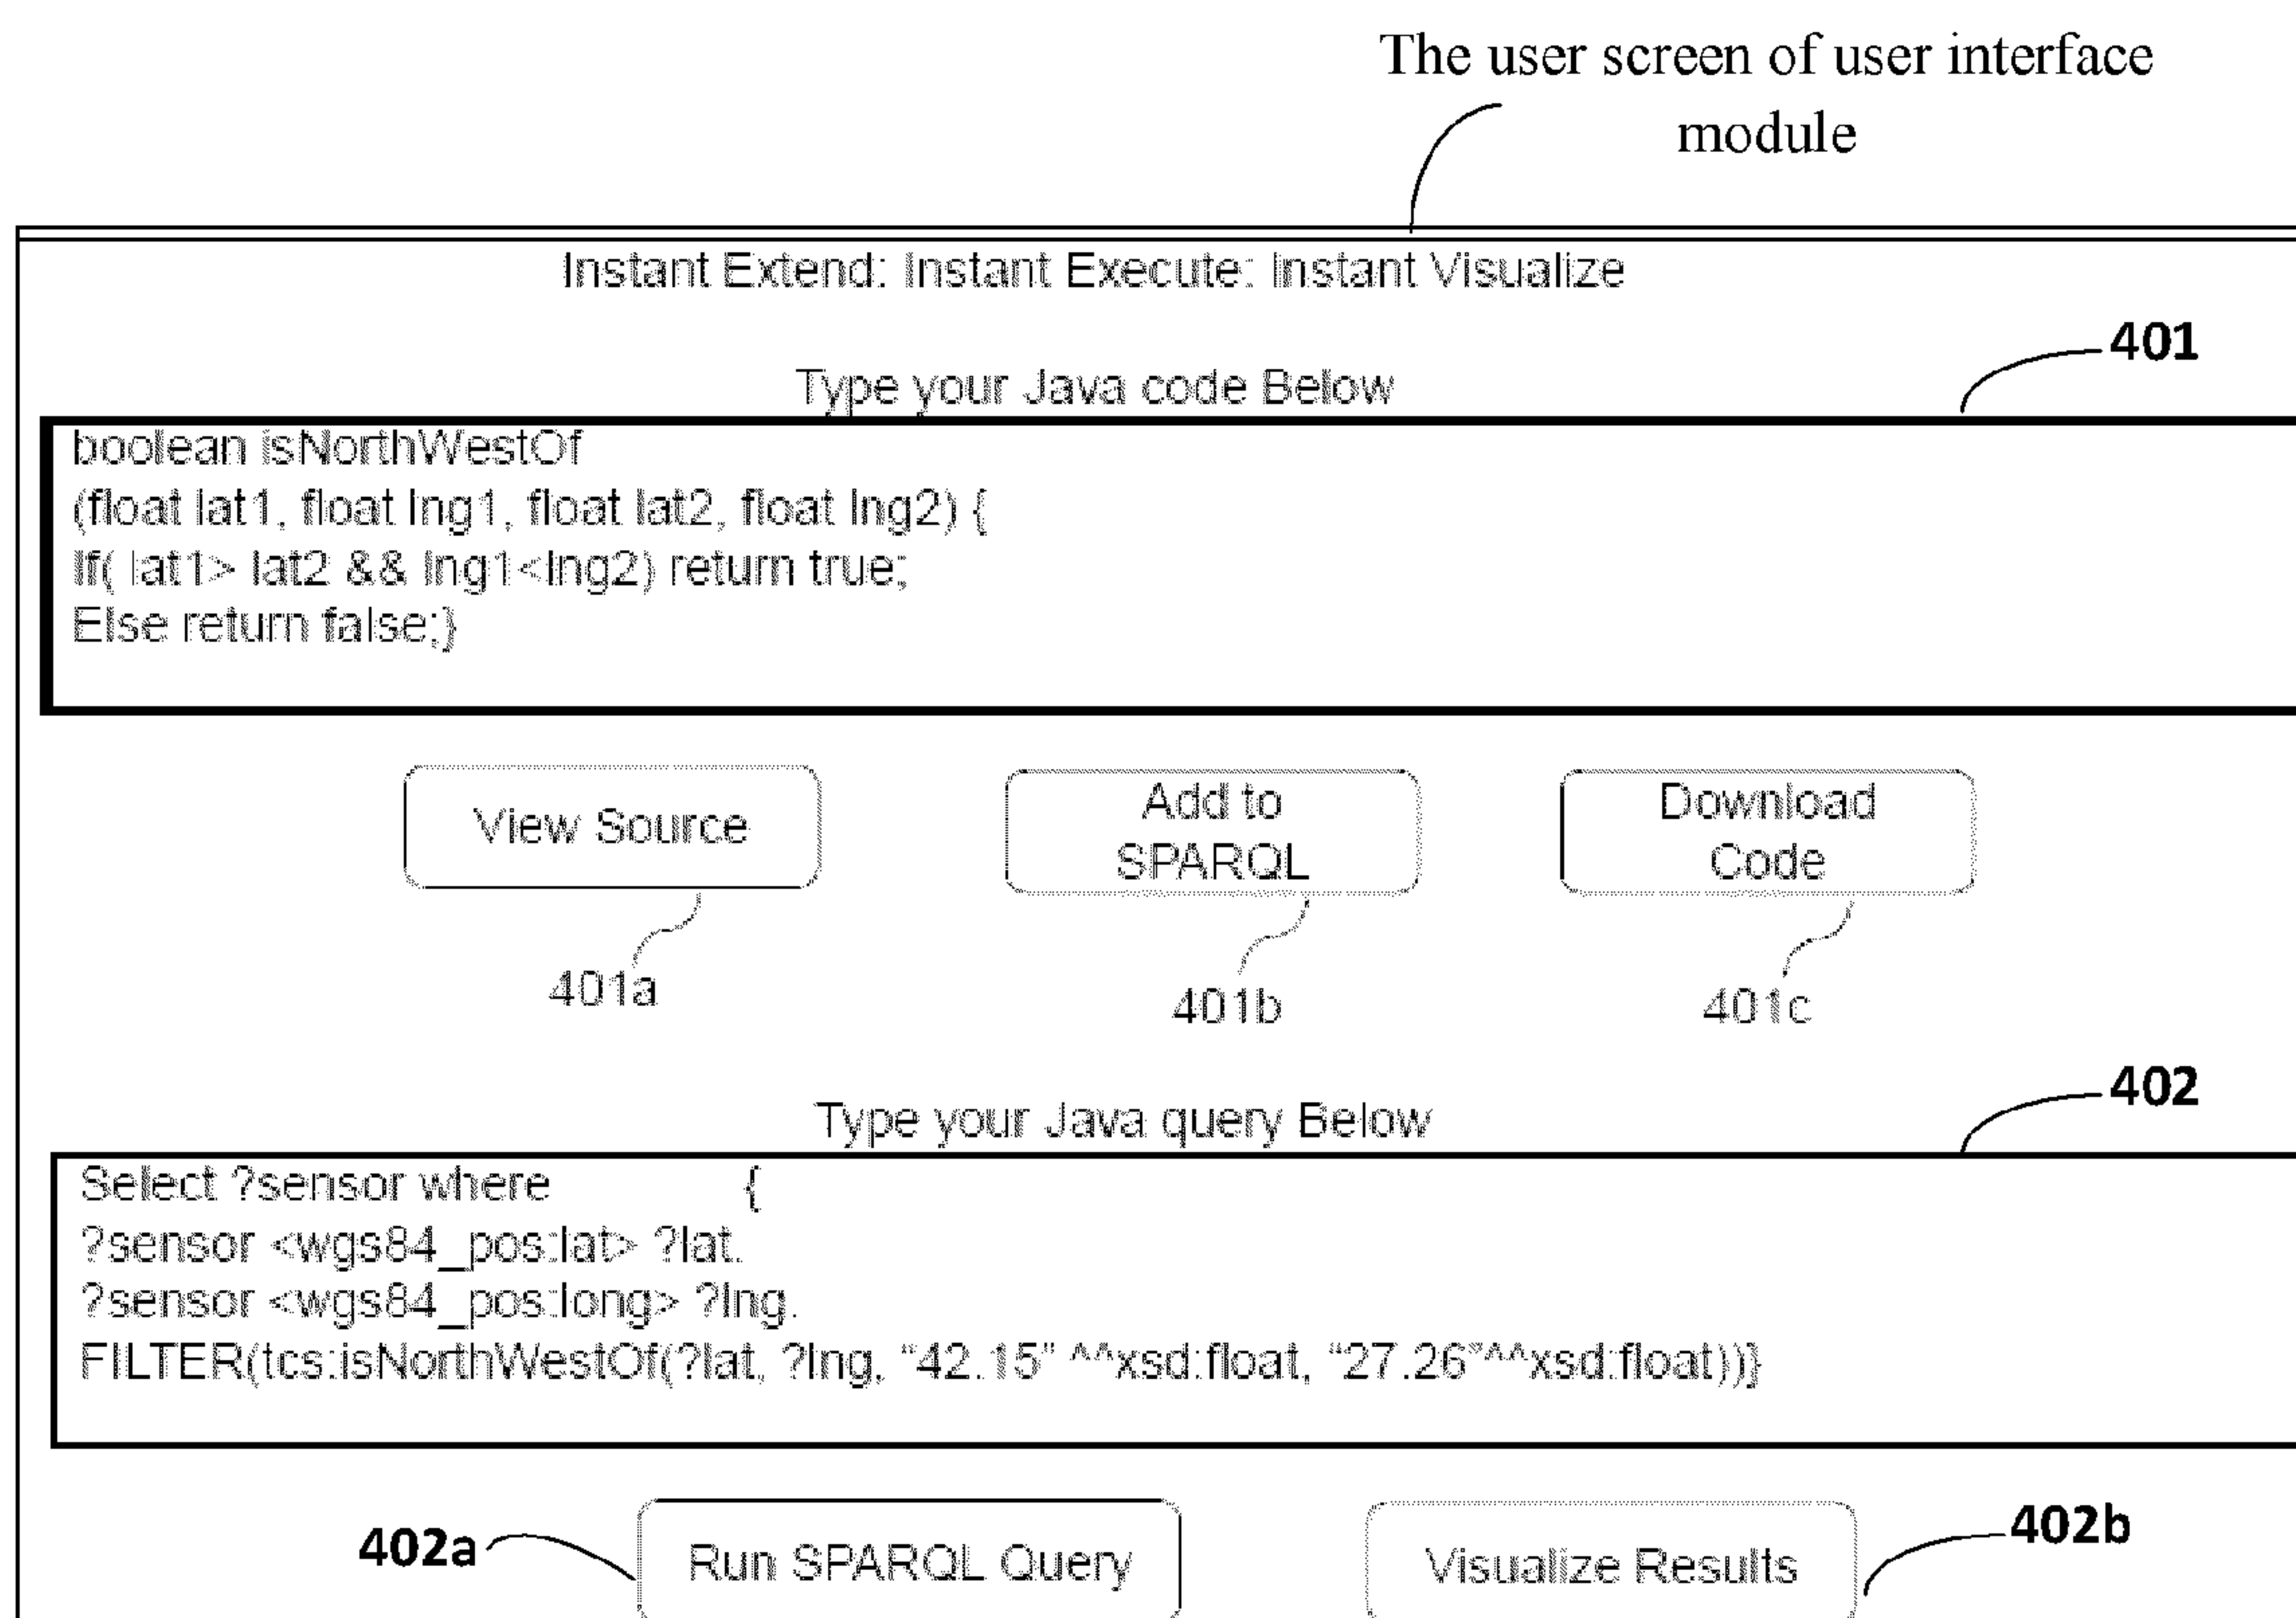 The user screen of user interface
module
Instant Extend: Instant Execute: Instant Visualize
401
Type your Java code Below
boolean isNorthWestOf
(float lat1, float lng1, float lat2, float lng2) {
If( lat1> lat2 && lng1<lng2) return true;
Else return false;}
View Source
Add to
SPARQL
Download
Code
401a
401b
401c
402
Type your Java query Below
Select ?sensor where {
?sensor <wgs84_pos:lat> ?lat.
?sensor <wgs84_pos:long> ?lng.
FILTER(tcs:isNorthWestOf(?lat, ?lng, “42.15” ^^xsd:float, “27.26”^^xsd:float))}
402a
Run SPARQL Query
Visualize Results
402b